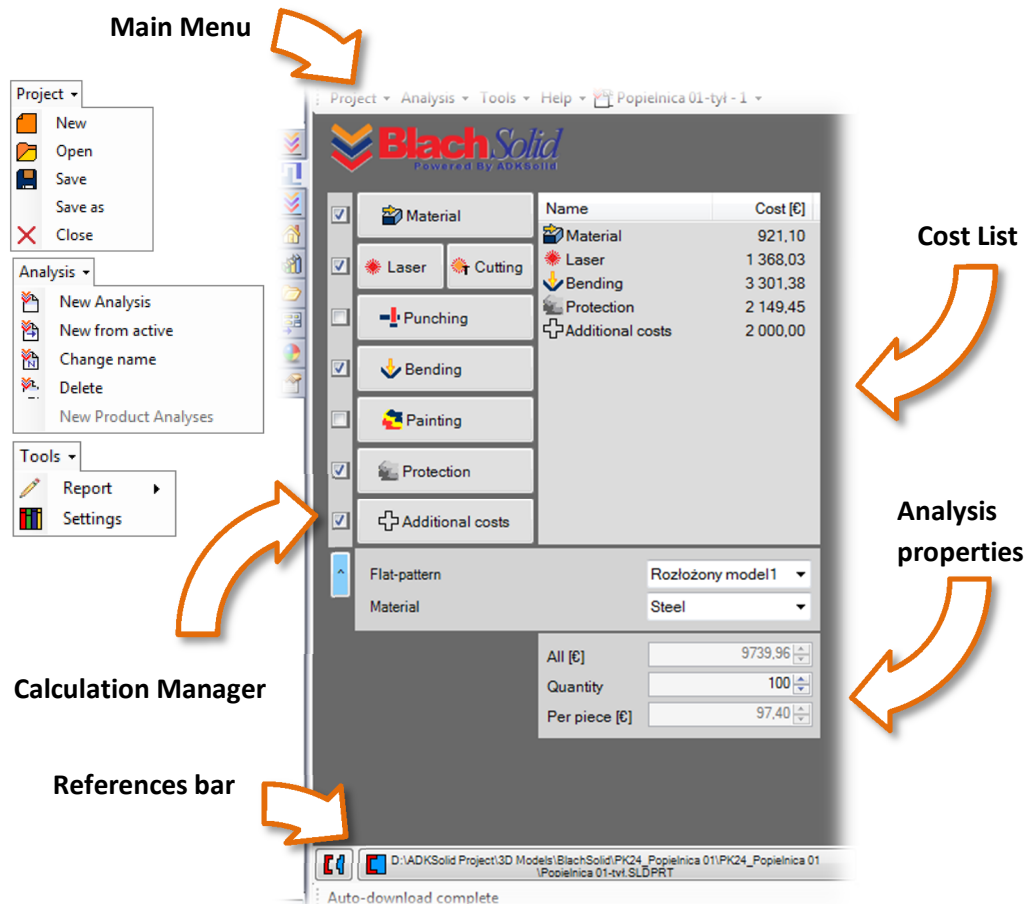 Main Menu
Project
New
Open
Save
Save as
Close
Analysis
New Analysis
New from active
Change name
Delete
New Product Analyses
Tools
Report
Settings
Calculation Manager
References bar
Project Analysis Tools Help Popielnica 01-tył - 1
Blach Solid
Powered By ADKSolid
Material
Laser Cutting
Punching
Bending
Painting
Protection
Additional costs
Name Cost [€]
Material 921,10
Laser 1 368,03
Bending 3 301,38
Protection 2 149,45
Additional costs 2 000,00
Flat-pattern Rozłożony model1
Material Steel
All [€] 9739,96
Quantity 100
Per piece [€] 97,40
D:\ADKSolid Project\3D Models\BlachSolid\PK24_Popielnica 01\PK24_Popielnica 01
\Popielnica 01-tył.SLDPRT
Auto-download complete
Cost List
Analysis
properties